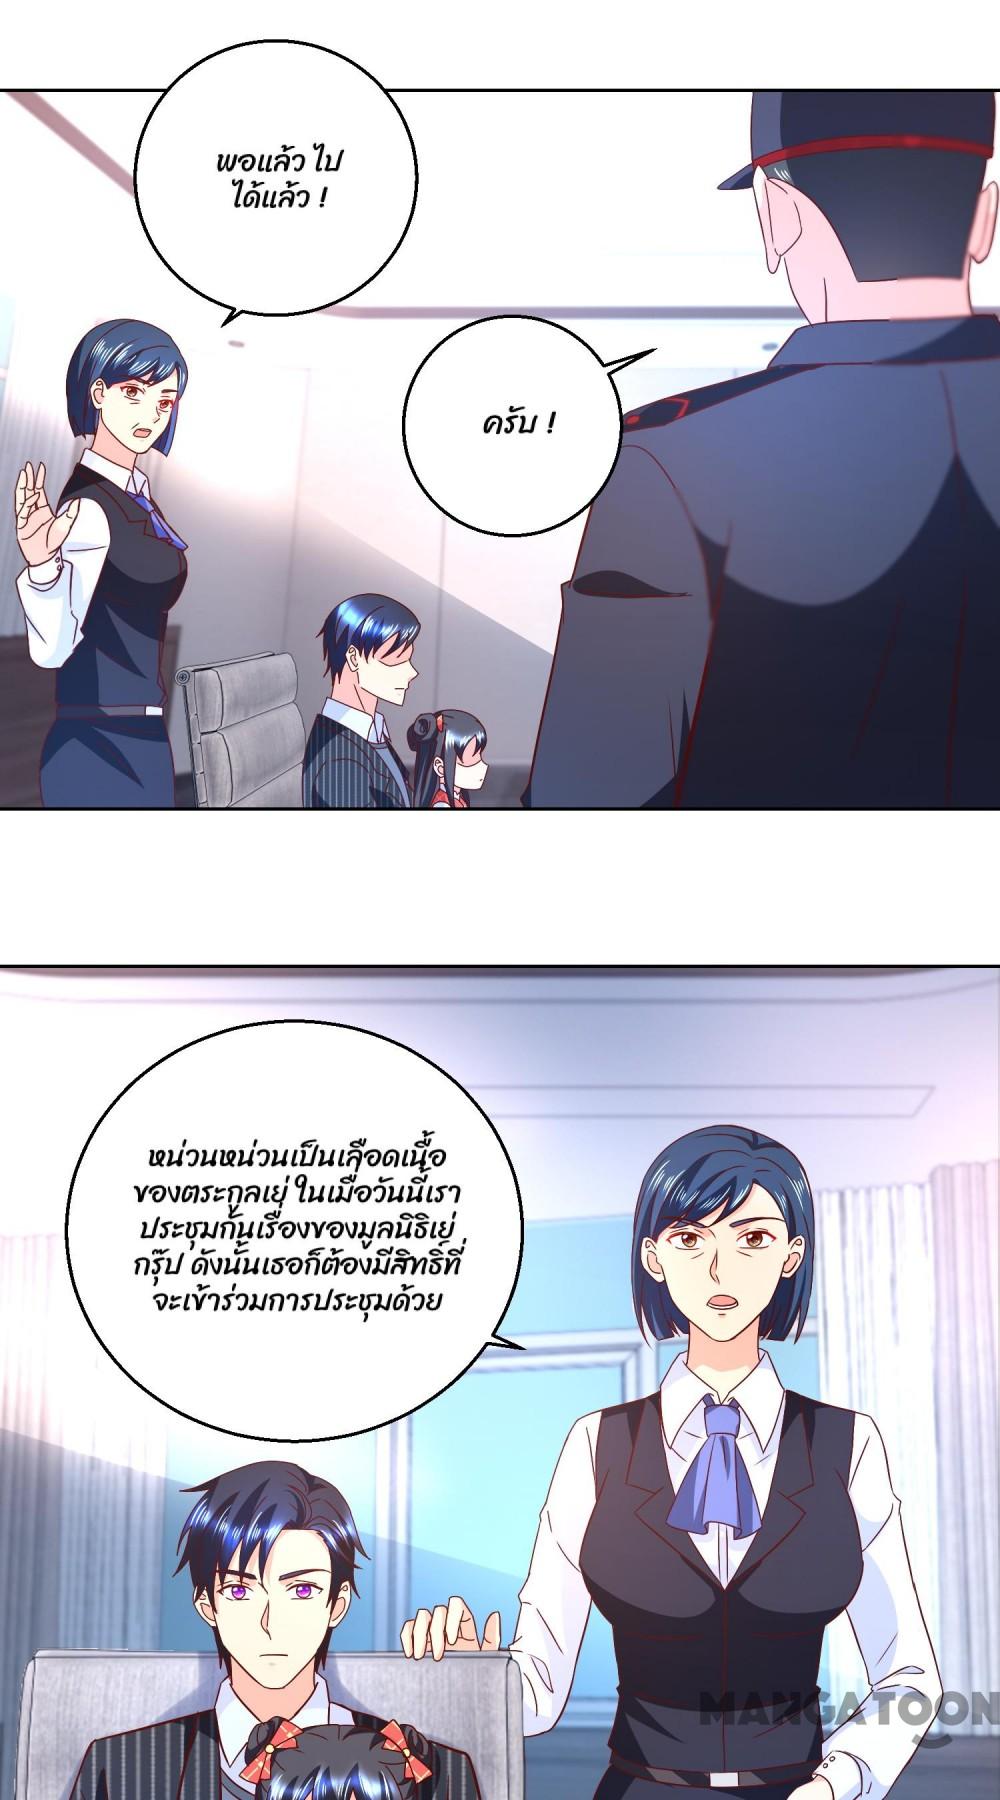 พอแล้ว ไป
ได้แล้ว !
ครับ !
หน่วนหน่วนเป็นเลือดเนื้อ
ของตระกูลเย่ ในเมื่อวันนี้เรา
ประชุมกันเรื่องของมูลนิธิเย่
กรุ๊ป ดังนั้นเธอก็ต้องมีสิทธิ์ที่
จะเข้าร่วมการประชุมด้วย
MANGATOON